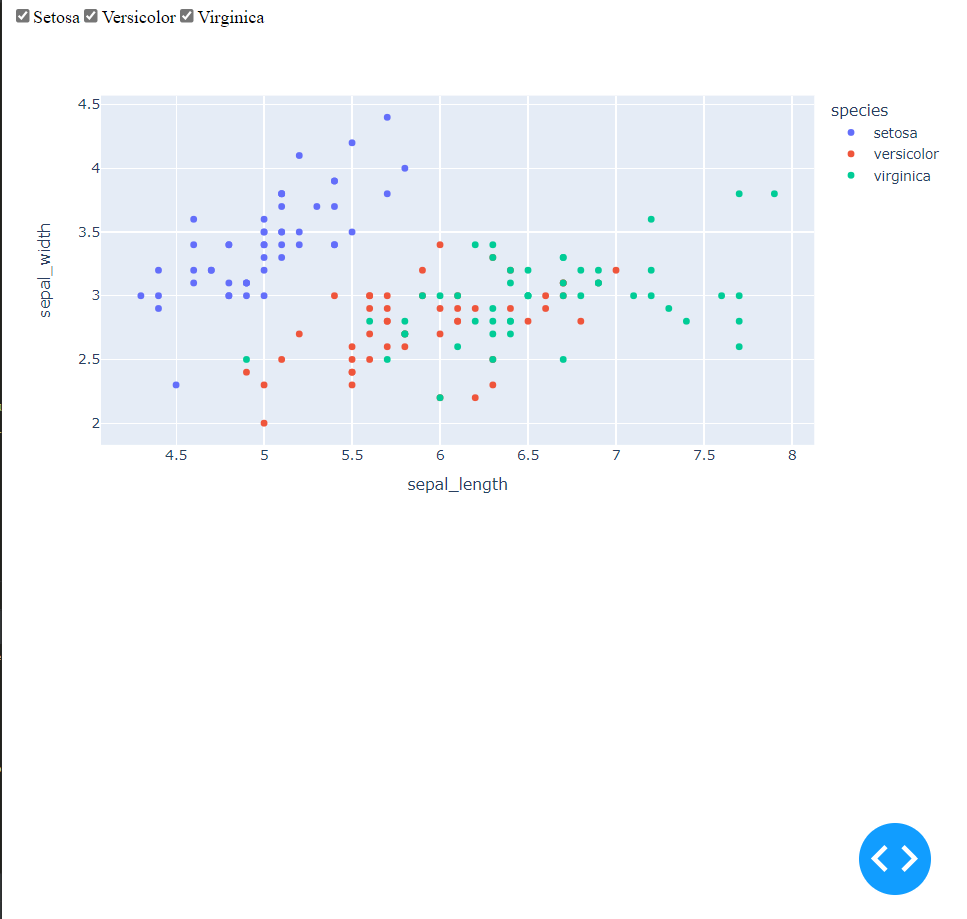 Setosa Versicolor Virginica
species
setosa
versicolor
virginica
sepal_width
4.5
4
3.5
3
2.5
2
4.5 5 5.5 6 6.5 7 7.5 8
sepal_length